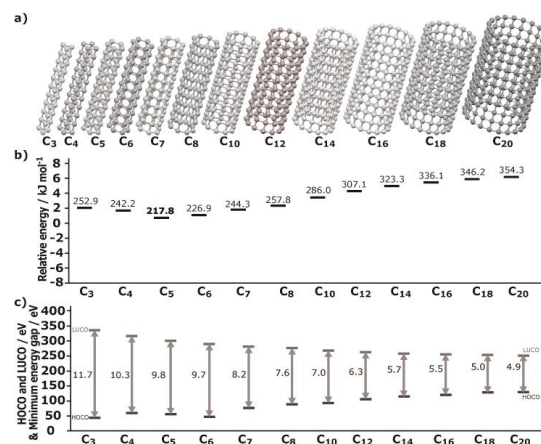 a)
C3 C4 C5 C6 C7 C8 C10 C12 C14 C16 C18 C20
b)
Relative energy / kJ mol-1
8
6
4
2
0
-2
-4
-6
-8
252.9 242.2 217.8 226.9 244.3 257.8 286.0 307.1 323.3 336.1 346.2 354.3
C3 C4 C5 C6 C7 C8 C10 C12 C14 C16 C18 C20
c)
HOCO and LUCO / eV
& Minimum energy gap / eV
400
350
300
250
200
150
100
50
0
LUCO
HOCO
11.7 10.3 9.8 9.7 8.2 7.6 7.0 6.3 5.7 5.5 5.0 4.9
LUCO
HOCO
C3 C4 C5 C6 C7 C8 C10 C12 C14 C16 C18 C20